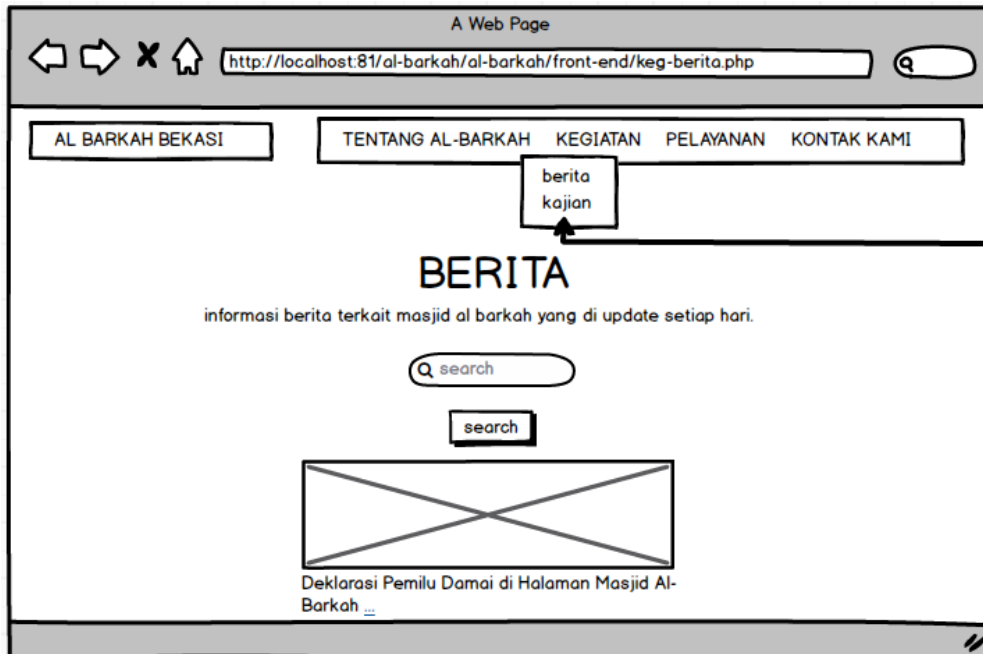 A Web Page
http://localhost:81/al-barkah/al-barkah/front-end/keg-berita.php
AL BARKAH BEKASI
TENTANG AL-BARKAH KEGIATAN PELAYANAN KONTAK KAMI
berita
kajian
BERITA
informasi berita terkait masjid al barkah yang di update setiap hari.
search
search
Deklarasi Pemilu Damai di Halaman Masjid Al-
Barkah ...